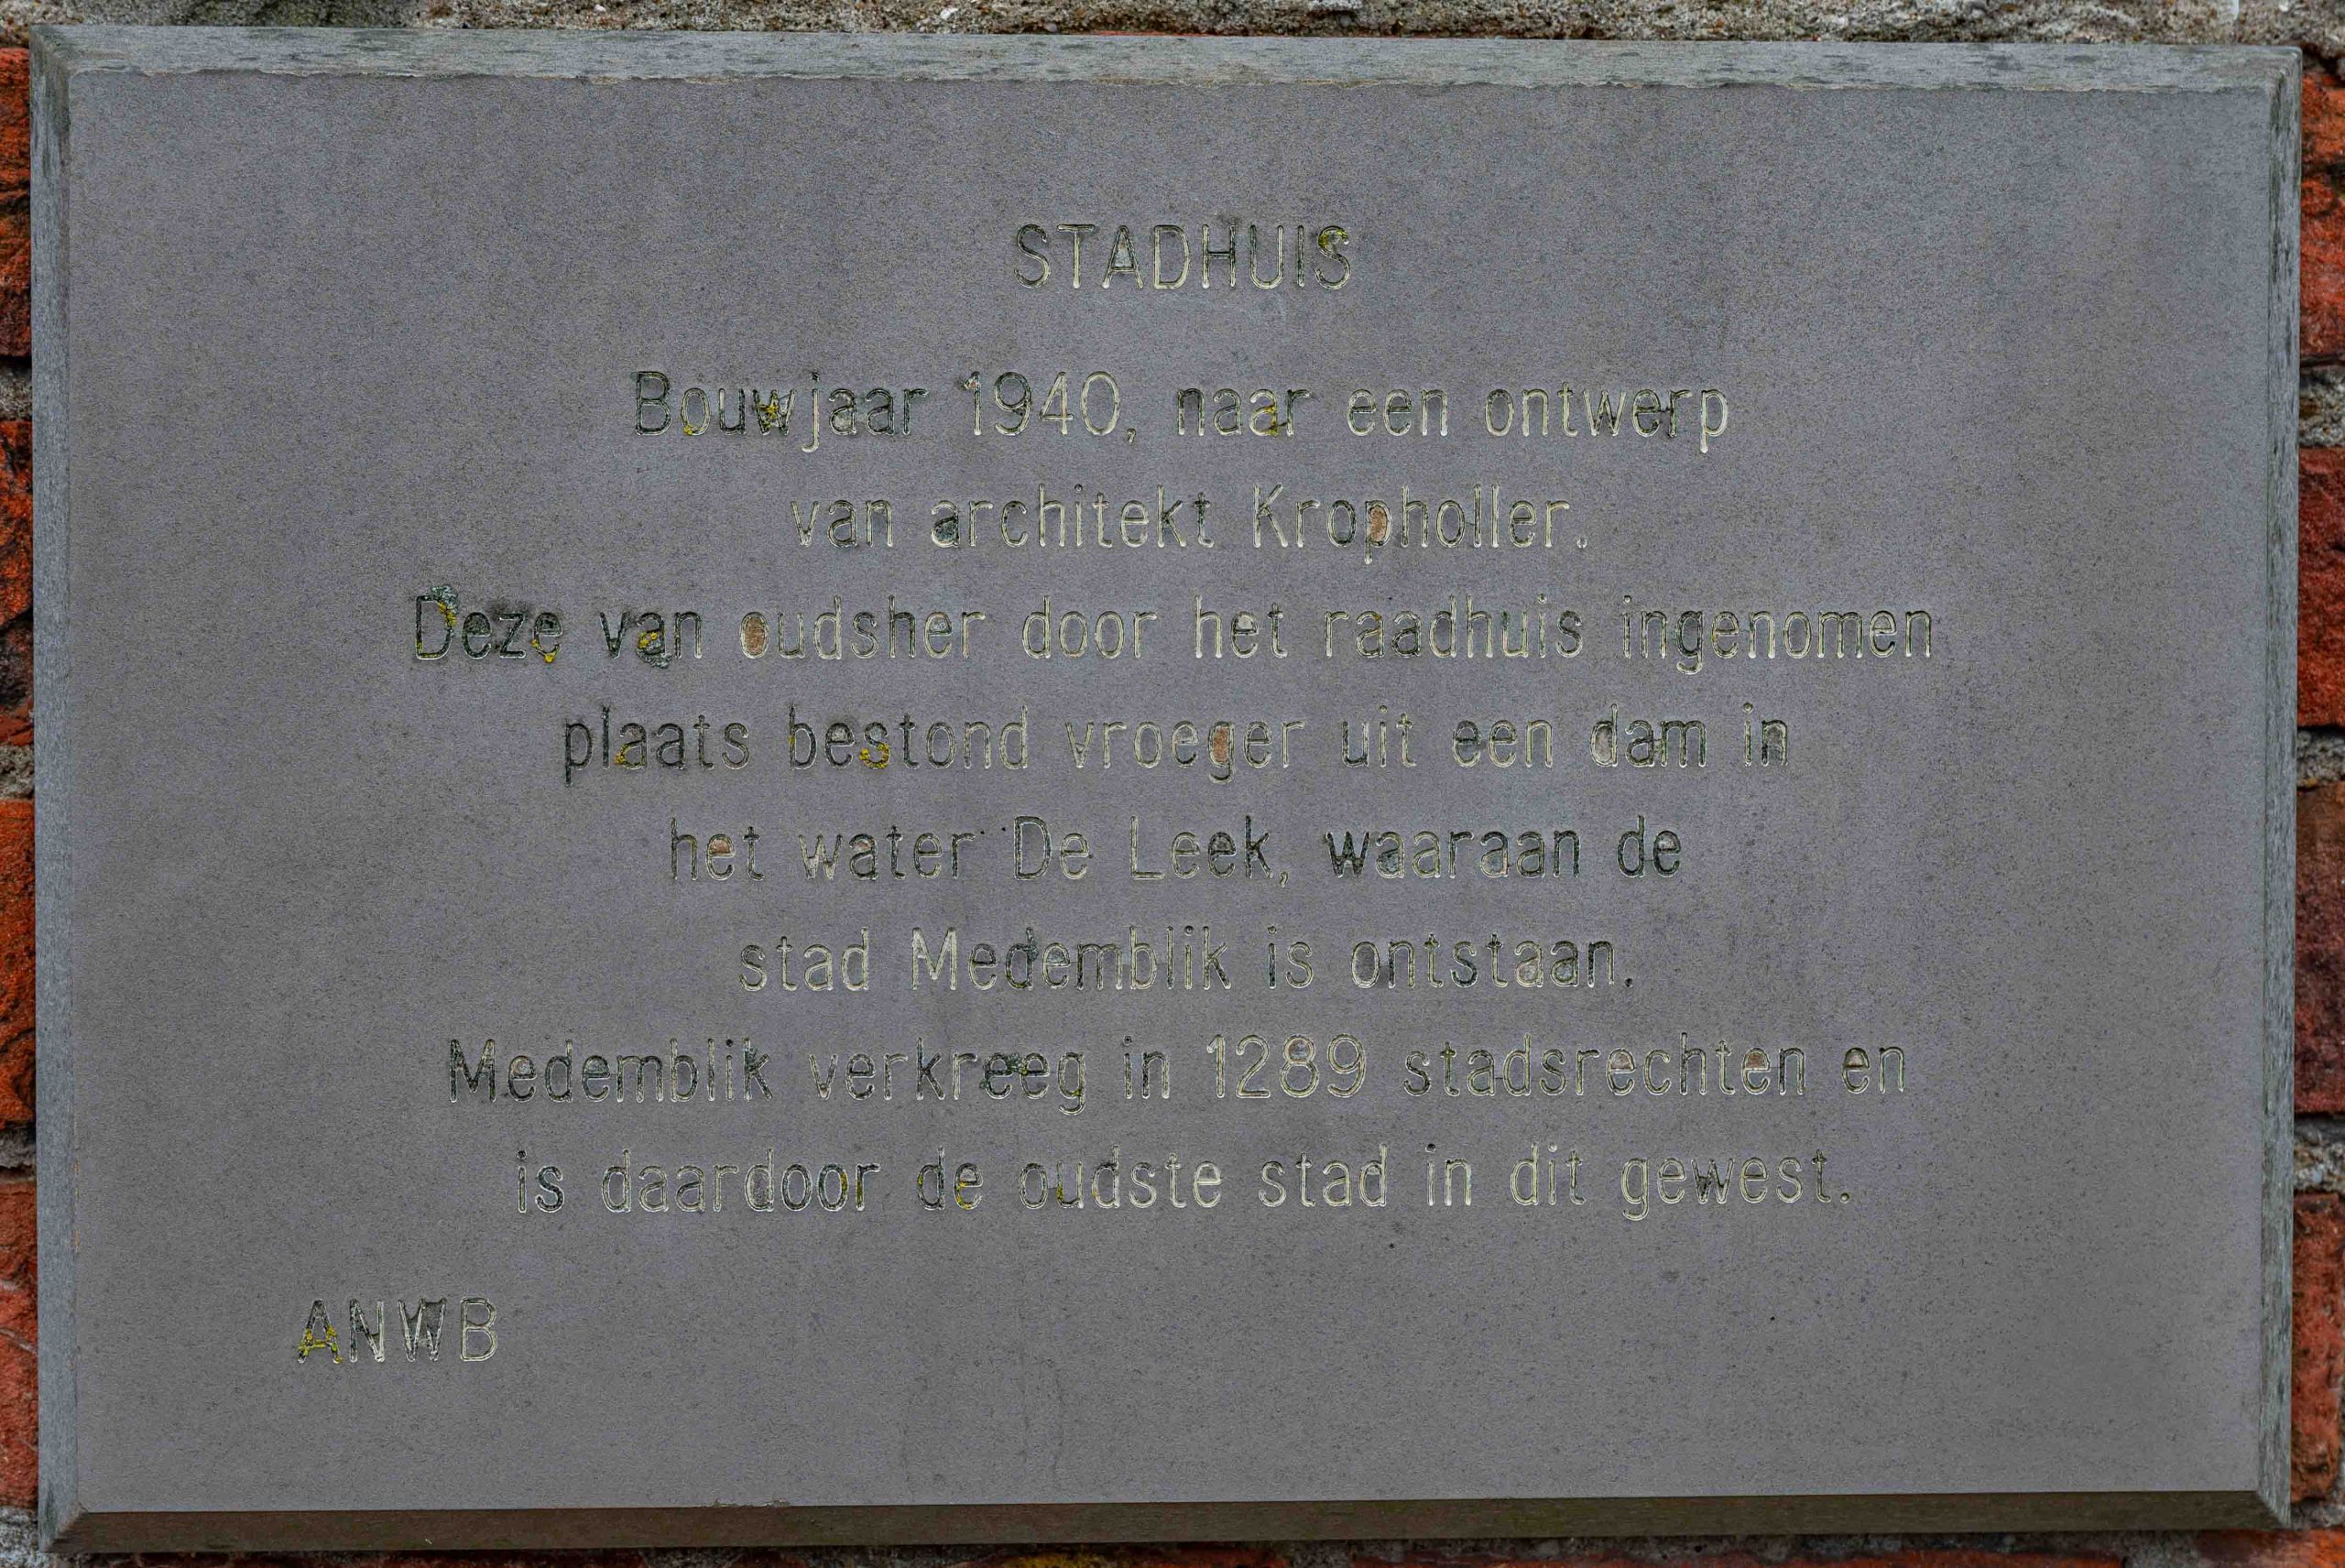 STADHUIS
Bouwjaar 1940, naar een ontwerp
van architekt Kropholler.
Deze van oudsher door het raadhuis ingenomen
plaats bestond vroeger uit een dam in
het water De Leek, waaraan de
stad Medemblik is ontstaan.
Medemblik verkreeg in 1289 stadsrechten en
is daardoor de oudste stad in dit gewest.
ANWB